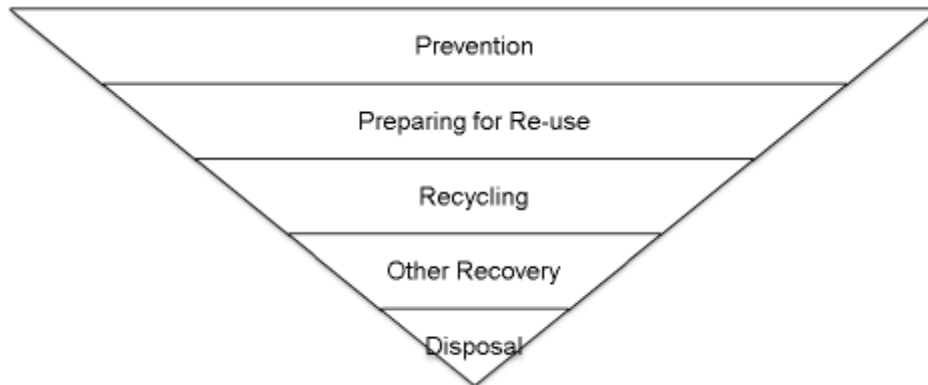 Prevention
Preparing for Re-use
Recycling
Other Recovery
Disposal